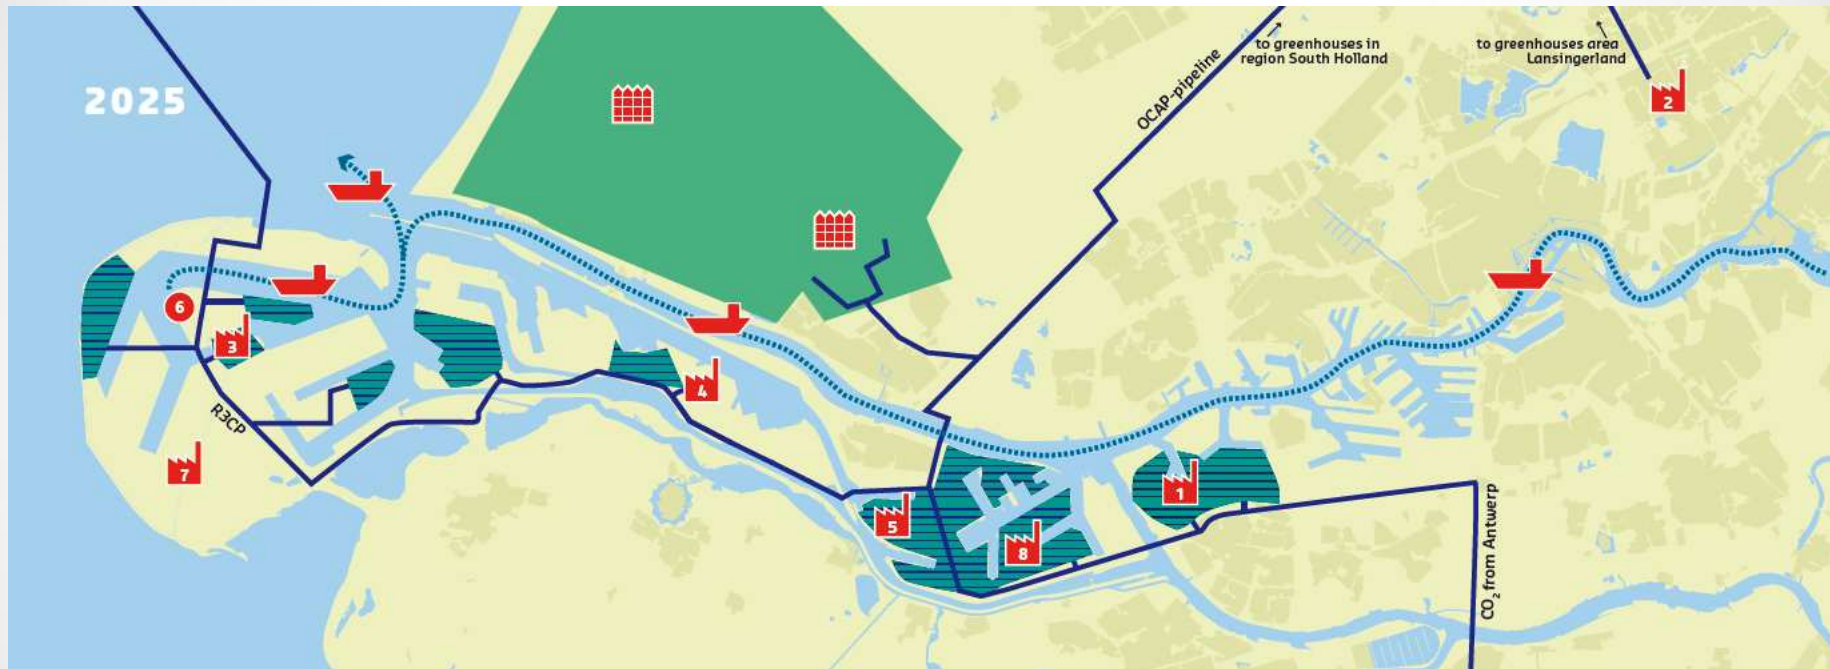 2025
to greenhouses in
region South Holland
to greenhouses area
Lansingerland
OCAP-pipeline
2
6
3
R3CP
4
7
1
5
8
CO₂ from Antwerp